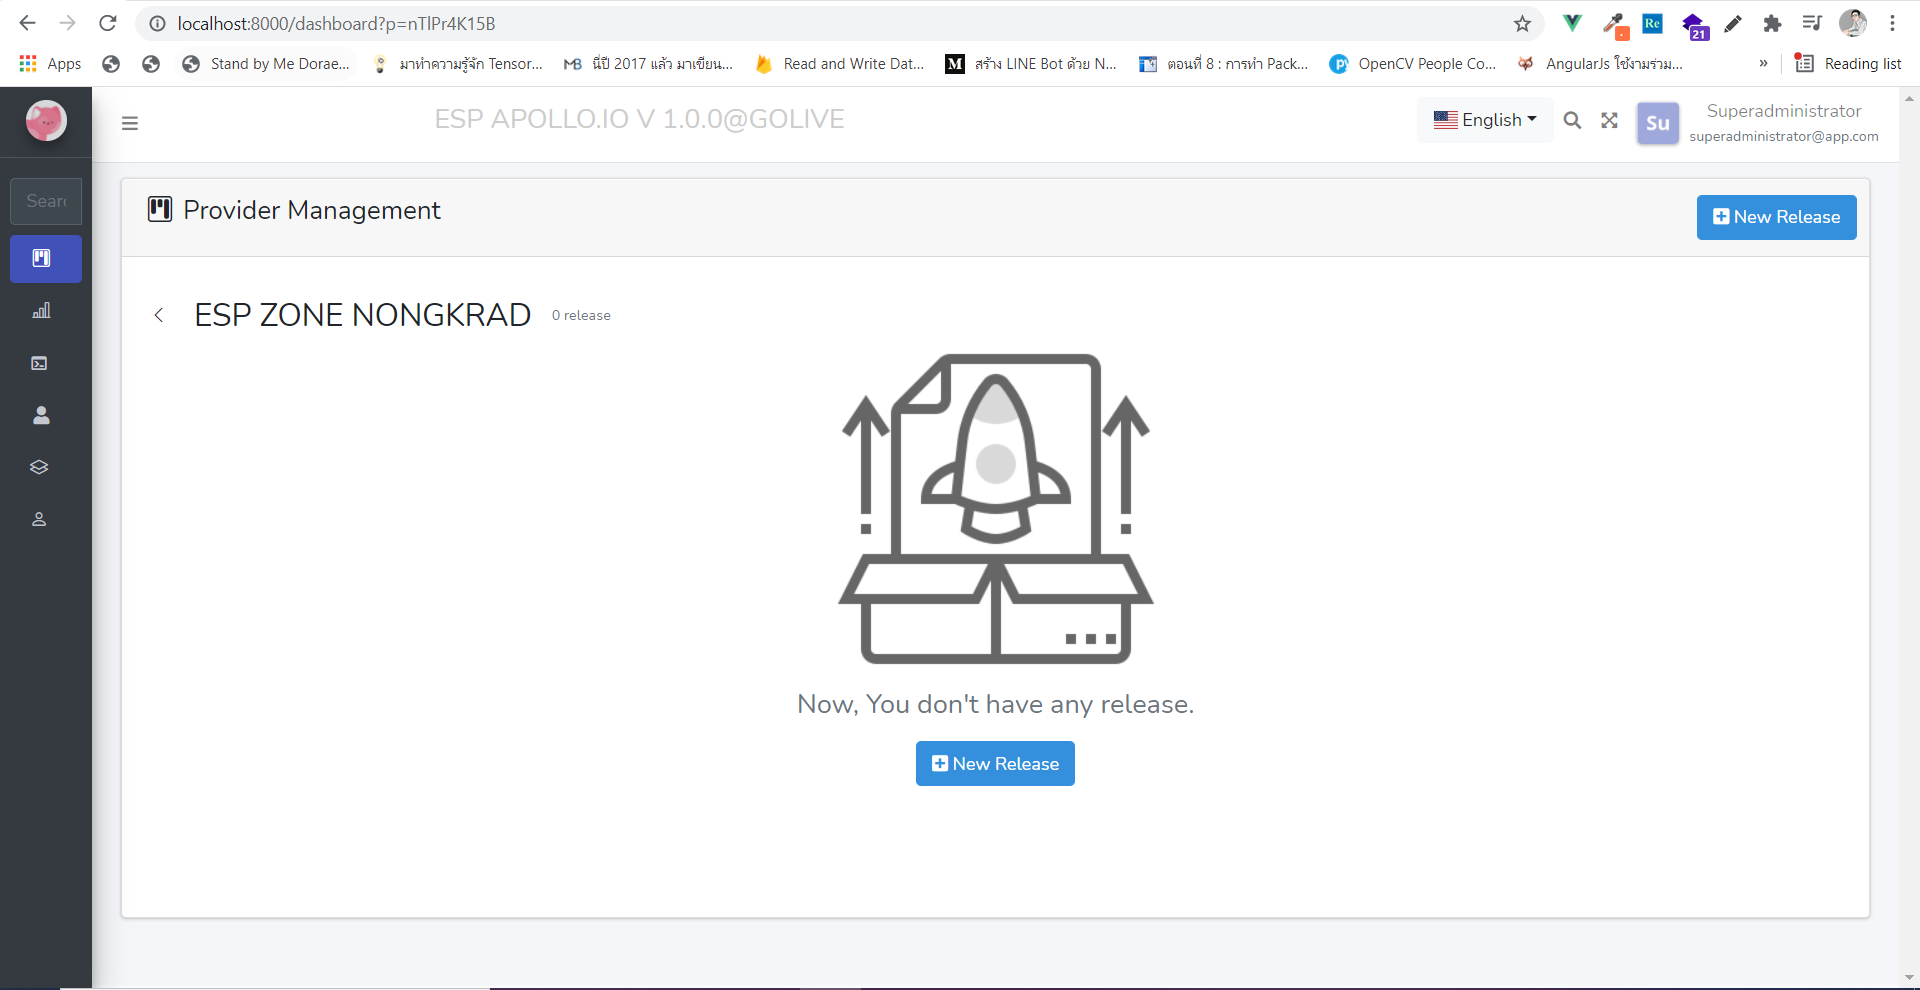 localhost:8000/dashboard?p=nTlPr4K15B
21
Apps
Stand by Me Dorae...
มาทำความรู้จัก Tensor...
MB
นี่ปี 2017 แล้ว มาเขียน...
Read and Write Dat...
M
สร้าง LINE Bot ด้วย N...
ตอนที่ 8 : การทำ Pack...
OpenCV People Co...
AngularJs ใช้งานร่วม...
»
Reading list
Re
ESP APOLLO.IO V 1.0.0@GOLIVE
English
Su
Superadministrator
superadministrator@app.com
Sear
Provider Management
New Release
ESP ZONE NONGKRAD
0 release
Now, You don't have any release.
New Release